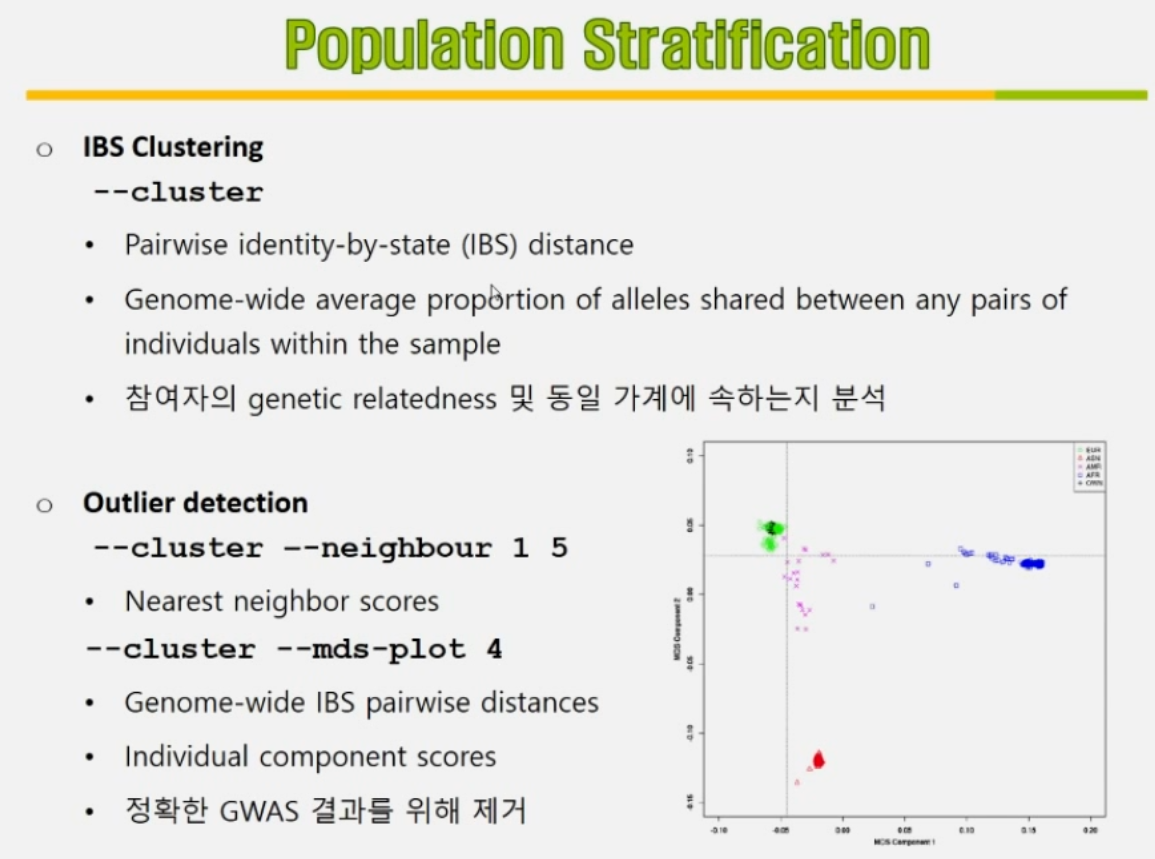 Population Stratification
IBS Clustering
--cluster
Pairwise identity-by-state (IBS) distance
Genome-wide average proportion of alleles shared between any pairs of
individuals within the sample
참여자의 genetic relatedness 및 동일 가계에 속하는지 분석
Outlier detection
--cluster –-neighbour 1 5
Nearest neighbor scores
--cluster --mds-plot 4
Genome-wide IBS pairwise distances
Individual component scores
정확한 GWAS 결과를 위해 제거
EUR
ASN
AMR
AFR
OWN
MDS Component 2
0.10
0.05
0.00
-0.05
-0.10
-0.15
-0.10 -0.05 0.00 0.05 0.10 0.15 0.20
MDS Component 1